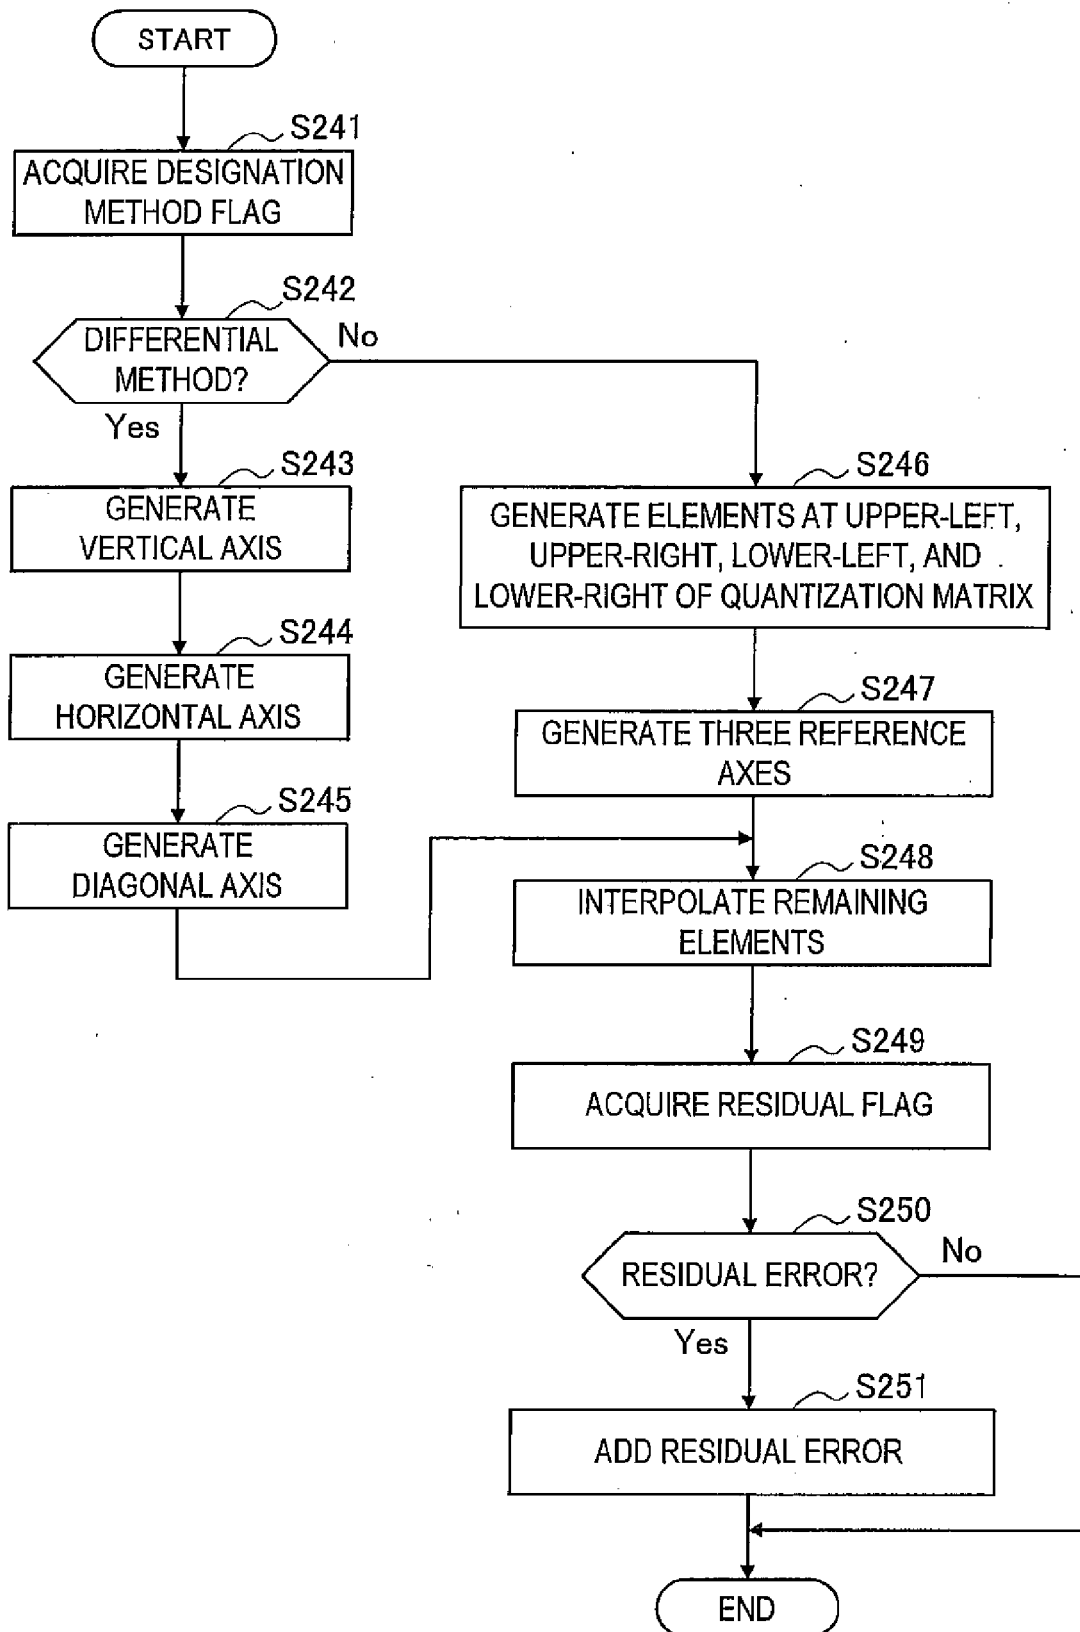 START
S241
ACQUIRE DESIGNATION
METHOD FLAG
S242
DIFFERENTIAL
METHOD?
No
Yes
S243
GENERATE
VERTICAL AXIS
S244
GENERATE
HORIZONTAL AXIS
S245
GENERATE
DIAGONAL AXIS
S246
GENERATE ELEMENTS AT UPPER-LEFT,
UPPER-RIGHT, LOWER-LEFT, AND
LOWER-RIGHT OF QUANTIZATION MATRIX
S247
GENERATE THREE REFERENCE
AXES
S248
INTERPOLATE REMAINING
ELEMENTS
S249
ACQUIRE RESIDUAL FLAG
S250
RESIDUAL ERROR?
No
Yes
S251
ADD RESIDUAL ERROR
END